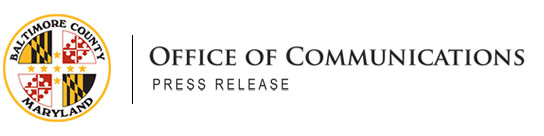 BALTIMORE COUNTY
MARYLAND
OFFICE OF COMMUNICATIONS
PRESS RELEASE